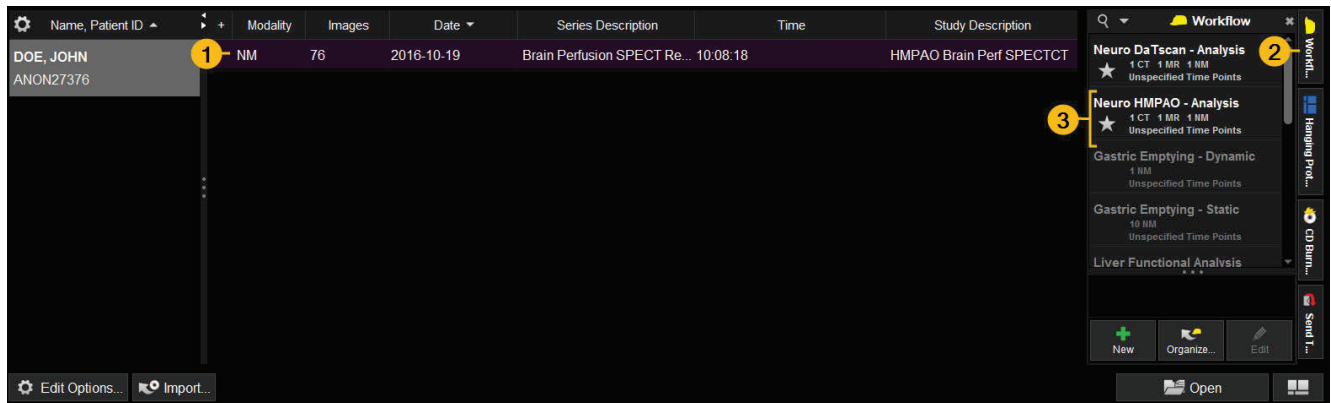 Name, Patient ID
+ Modality Images Date Series Description Time Study Description
DOE, JOHN
ANON27376
1
NM 76 2016-10-19 Brain Perfusion SPECT Re... 10:08:18 HMPAO Brain Perf SPECTCT
Workflow
Neuro DaTscan - Analysis
1 CT 1 MR 1 NM
Unspecified Time Points
2
3
Neuro HMPAO - Analysis
1 CT 1 MR 1 NM
Unspecified Time Points
Gastric Emptying - Dynamic
1 NM
Unspecified Time Points
Gastric Emptying - Static
10 NM
Unspecified Time Points
Liver Functional Analysis
New Organize... Edit
Workfl...
Hanging Prot...
CD Burn...
Send T...
Edit Options... Import...
Open